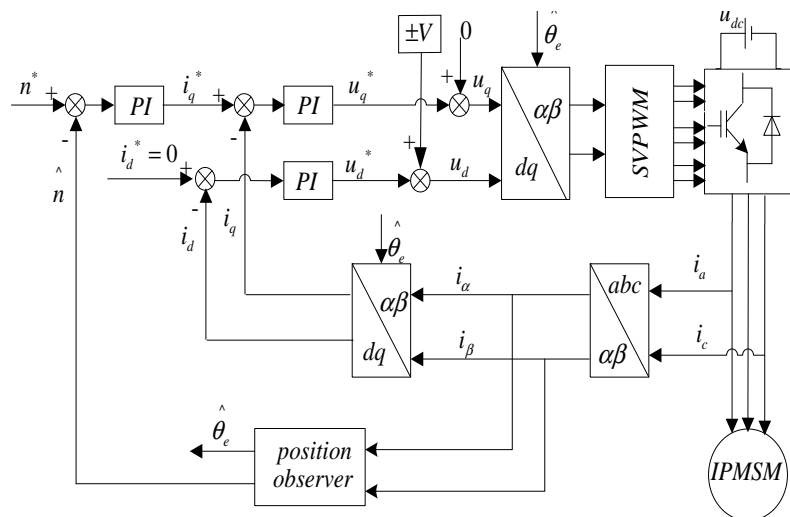 ±V
0
θ̂_e
u_dc
n*
+
PI
i_q*
+
PI
u_q*
+
u_q
αβ
dq
SVPWM
-
-
i_d* = 0
+
PI
u_d*
+
u_d
n̂
-
i_d
i_q
θ̂_e
αβ
dq
i_α
i_β
abc
αβ
i_a
i_c
θ̂_e
position
observer
IPMSM